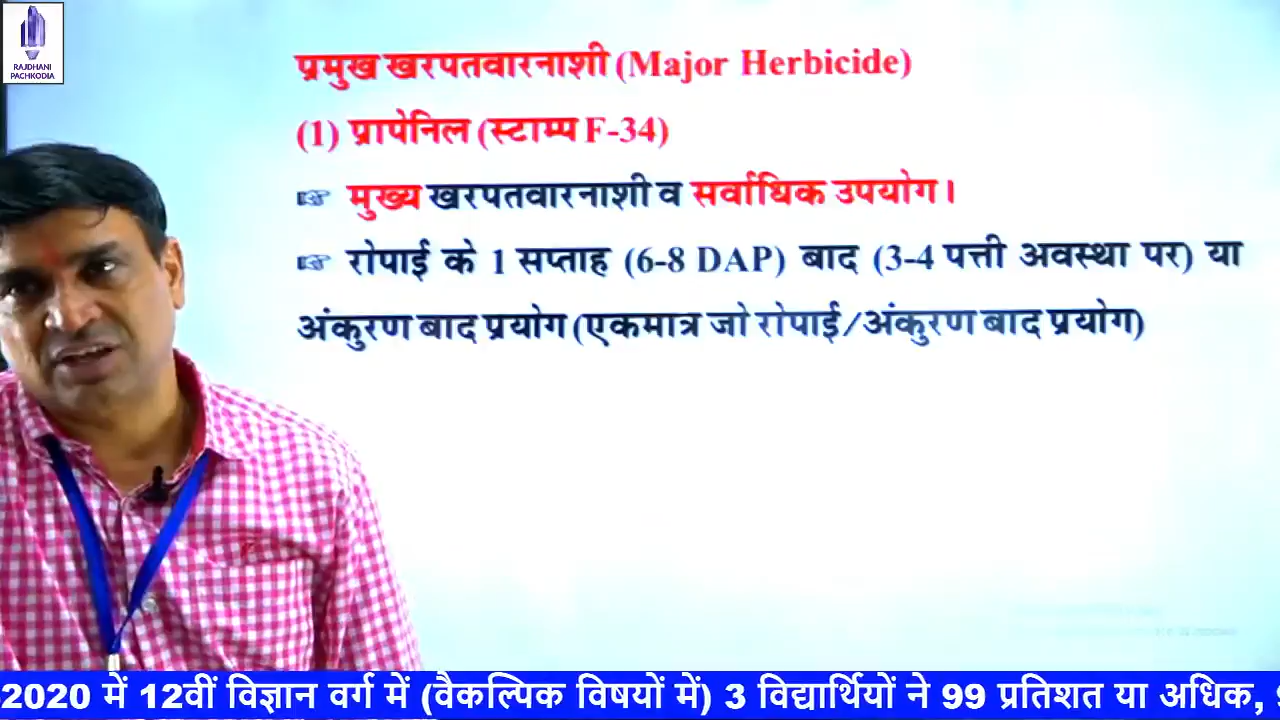 RAJDHANI
PACHKODIA
प्रमुख खरपतवारनाशी (Major Herbicide)
(1) प्रापेनिल (स्टाम्प F-34)
☞ मुख्य खरपतवारनाशी व सर्वाधिक उपयोग।
☞ रोपाई के 1 सप्ताह (6-8 DAP) बाद (3-4 पत्ती अवस्था पर) या
अंकुरण बाद प्रयोग (एकमात्र जो रोपाई/अंकुरण बाद प्रयोग)
2020 में 12वीं विज्ञान वर्ग में (वैकल्पिक विषयों में) 3 विद्यार्थियों ने 99 प्रतिशत या अधिक,